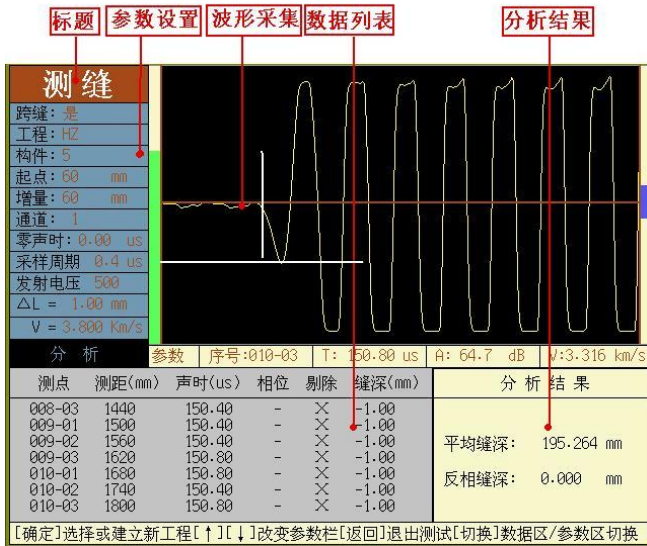 标题 参数设置 波形采集 数据列表 分析结果
测缝
跨缝：是
工程：HZ
构件：5
起点：60 mm
增量：60 mm
通道： 1
零声时：0.00 us
采样周期 0.4 us
发射电压 500
△L = 1.00 mm
V = 3.800 Km/s
分 析 参数 序号:010-03 T: 150.80 us A: 64.7 dB V:3.316 km/s
测点 测距(mm) 声时(us) 相位 剔除 缝深(mm) 分 析 结 果
008-03 1440 150.40 - X -1.00
009-01 1500 150.40 - X -1.00
009-02 1560 150.40 - X -1.00
009-03 1620 150.80 - X -1.00
010-01 1680 150.80 - X -1.00
010-02 1740 150.40 - X -1.00
010-03 1800 150.80 - X -1.00
平均缝深： 195.264 mm
反相缝深： 0.000 mm
[确定]选择或建立新工程[↑][↓]改变参数栏[返回]退出测试[切换]数据区/参数区切换